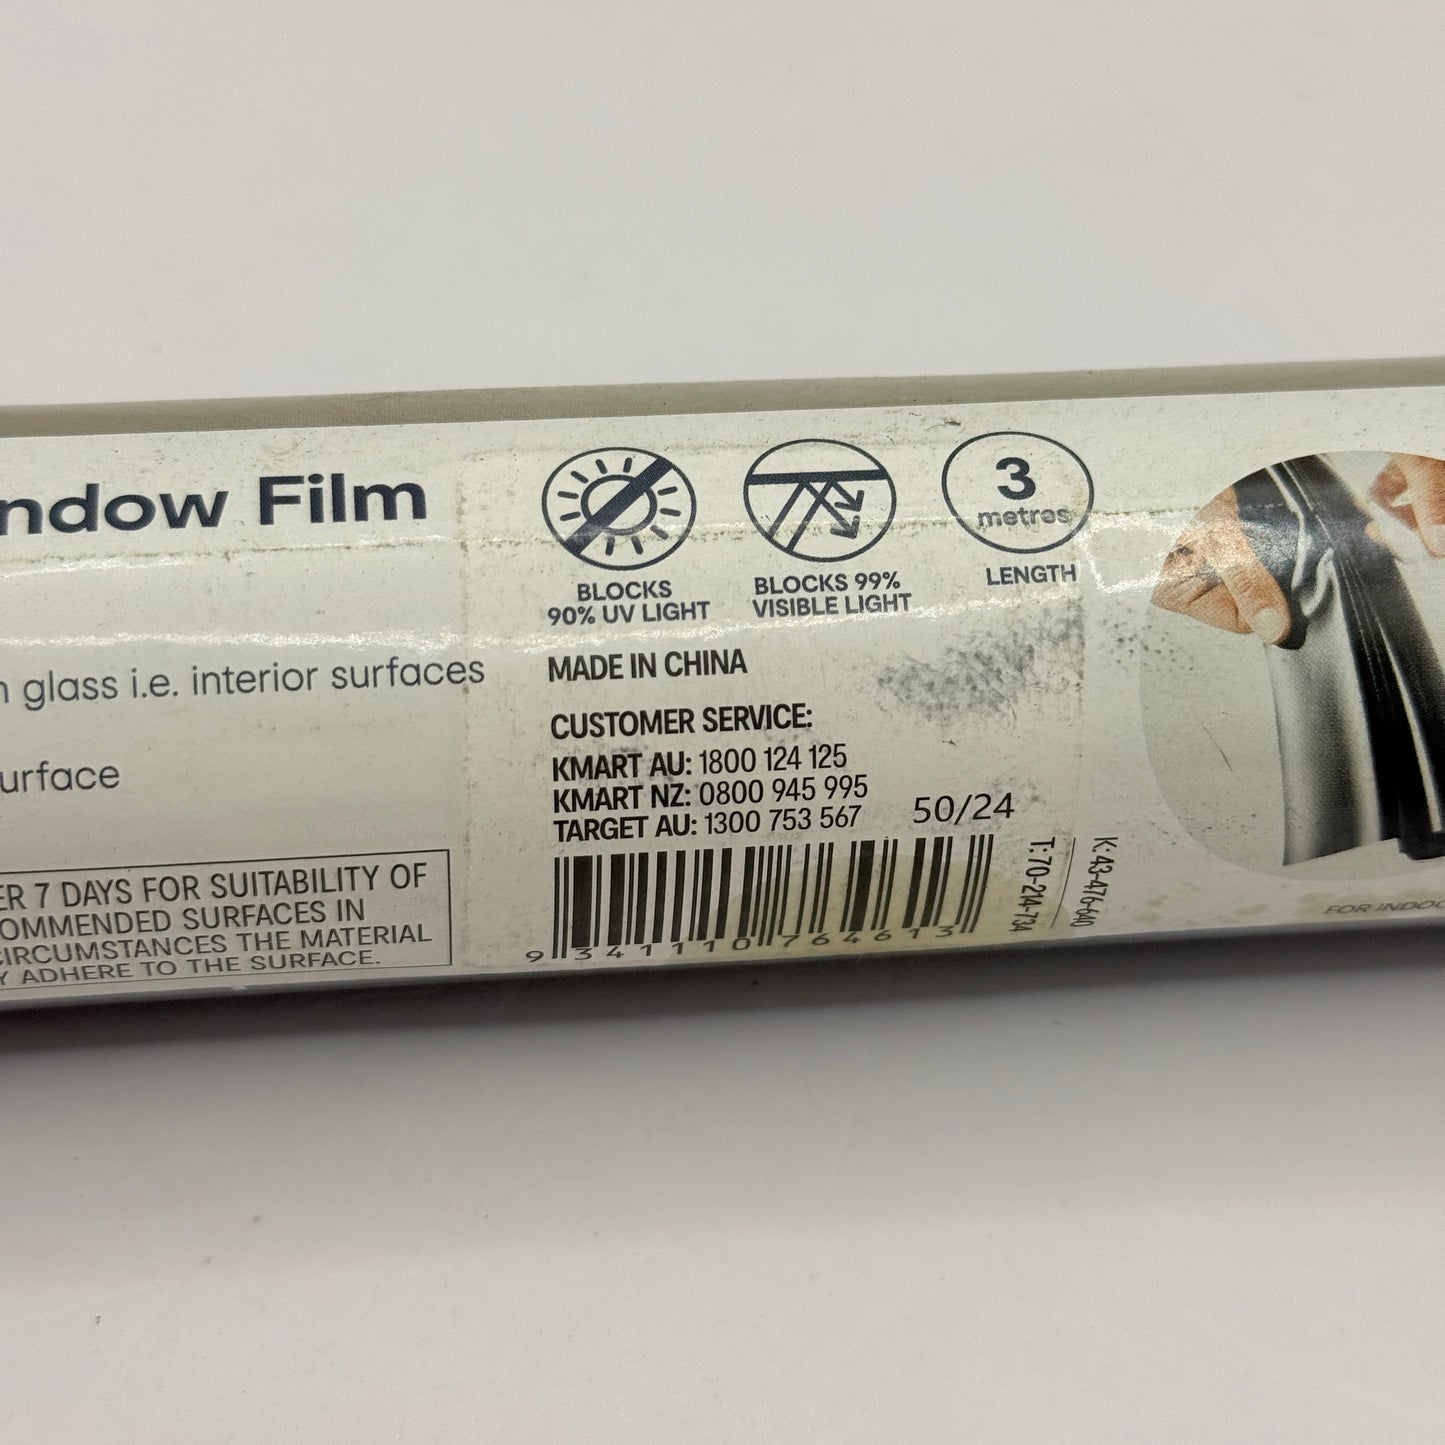 ndow Film
glass i.e. interior surfaces
urface
ER 7 DAYS FOR SUITABILITY OF
OMMENDED SURFACES IN
CIRCUMSTANCES THE MATERIAL
Y ADHERE TO THE SURFACE.
BLOCKS
90% UV LIGHT
BLOCKS 99%
VISIBLE LIGHT
3
metres
LENGTH
MADE IN CHINA
CUSTOMER SERVICE:
KMART AU: 1800 124 125
KMART NZ: 0800 945 995
TARGET AU: 1300 753 567
50/24
9 341110 764613
T: 70-214-734
K: 43-476-640
FOR INDOO